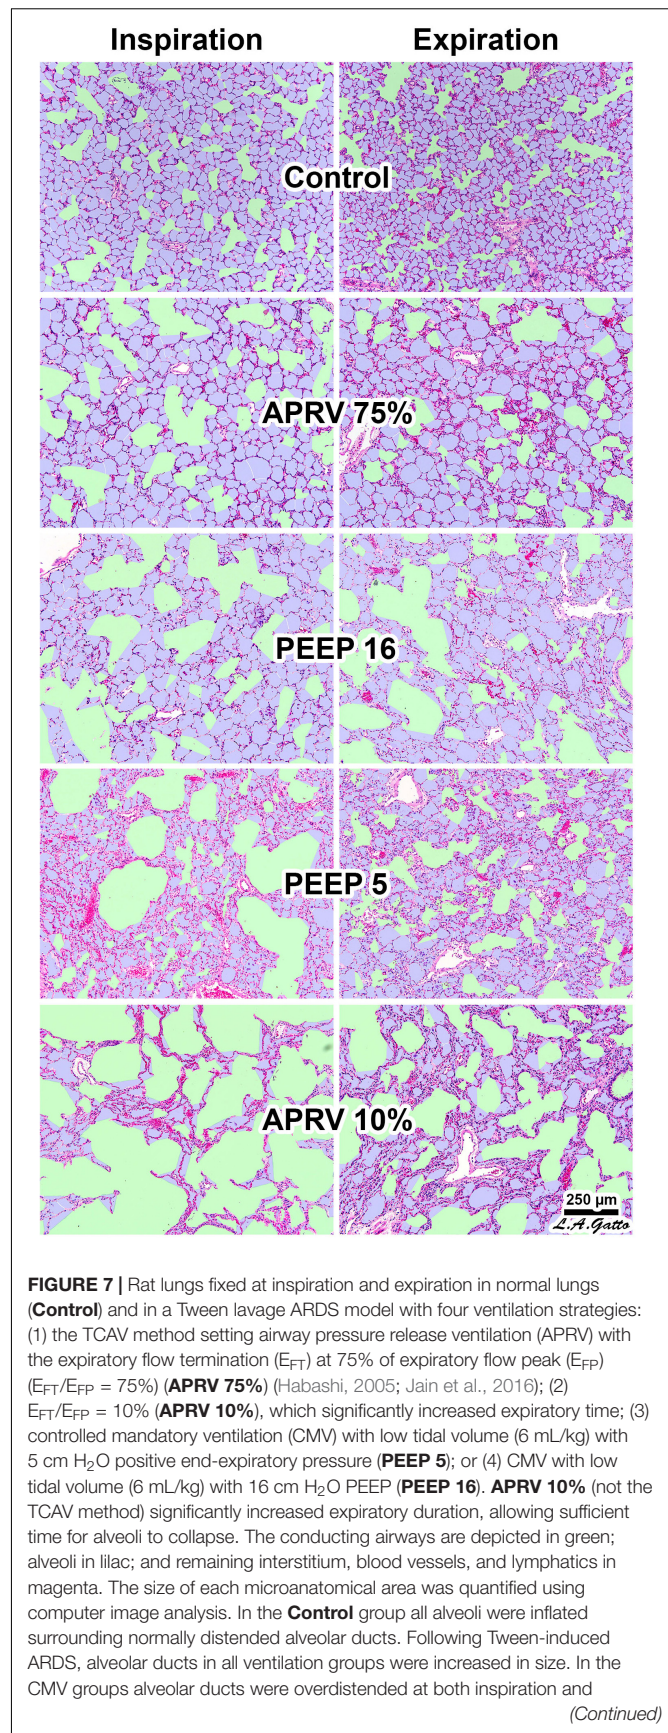 Inspiration Expiration
Control
APRV 75%
PEEP 16
PEEP 5
APRV 10%
250 µm
L.A.Gatto
FIGURE 7 | Rat lungs fixed at inspiration and expiration in normal lungs
(Control) and in a Tween lavage ARDS model with four ventilation strategies:
(1) the TCAV method setting airway pressure release ventilation (APRV) with
the expiratory flow termination (EFT) at 75% of expiratory flow peak (EFP)
(EFT/EFP = 75%) (APRV 75%) (Habashi, 2005; Jain et al., 2016); (2)
EFT/EFP = 10% (APRV 10%), which significantly increased expiratory time; (3)
controlled mandatory ventilation (CMV) with low tidal volume (6 mL/kg) with
5 cm H2O positive end-expiratory pressure (PEEP 5); or (4) CMV with low
tidal volume (6 mL/kg) with 16 cm H2O PEEP (PEEP 16). APRV 10% (not the
TCAV method) significantly increased expiratory duration, allowing sufficient
time for alveoli to collapse. The conducting airways are depicted in green;
alveoli in lilac; and remaining interstitium, blood vessels, and lymphatics in
magenta. The size of each microanatomical area was quantified using
computer image analysis. In the Control group all alveoli were inflated
surrounding normally distended alveolar ducts. Following Tween-induced
ARDS, alveolar ducts in all ventilation groups were increased in size. In the
CMV groups alveolar ducts were overdistended at both inspiration and
(Continued)